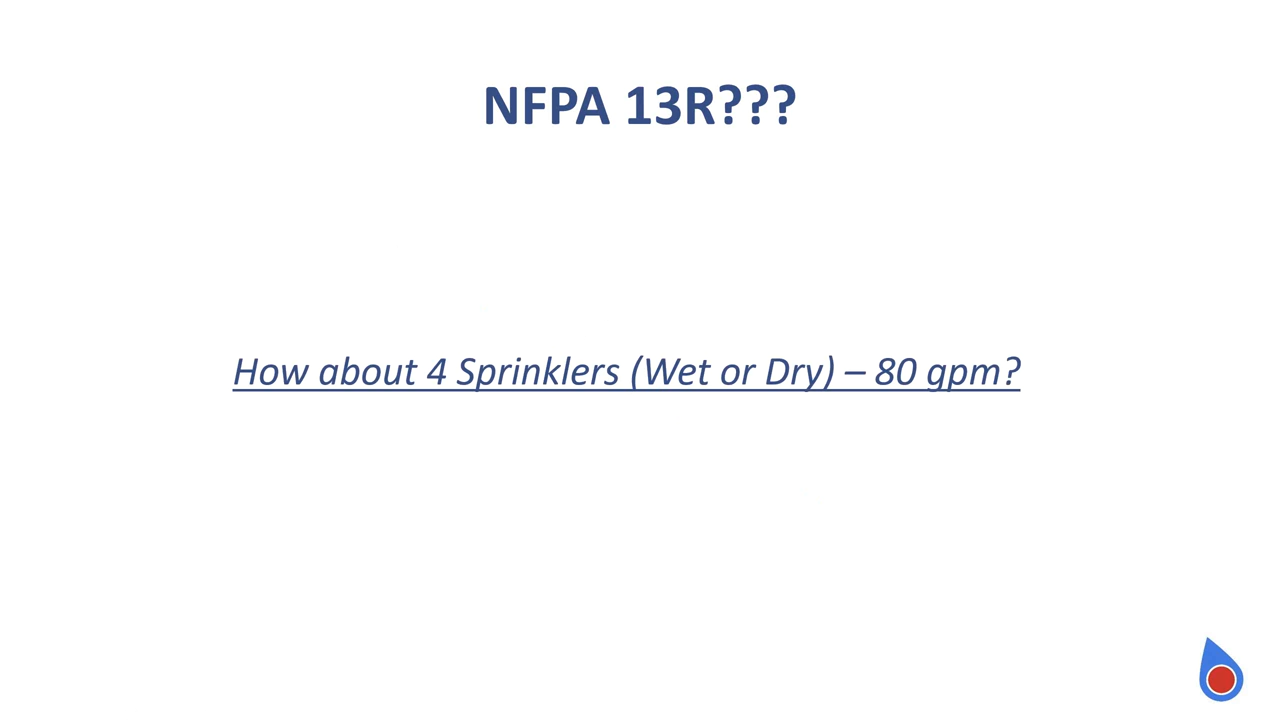 NFPA 13R???
How about 4 Sprinklers (Wet or Dry) – 80 gpm?